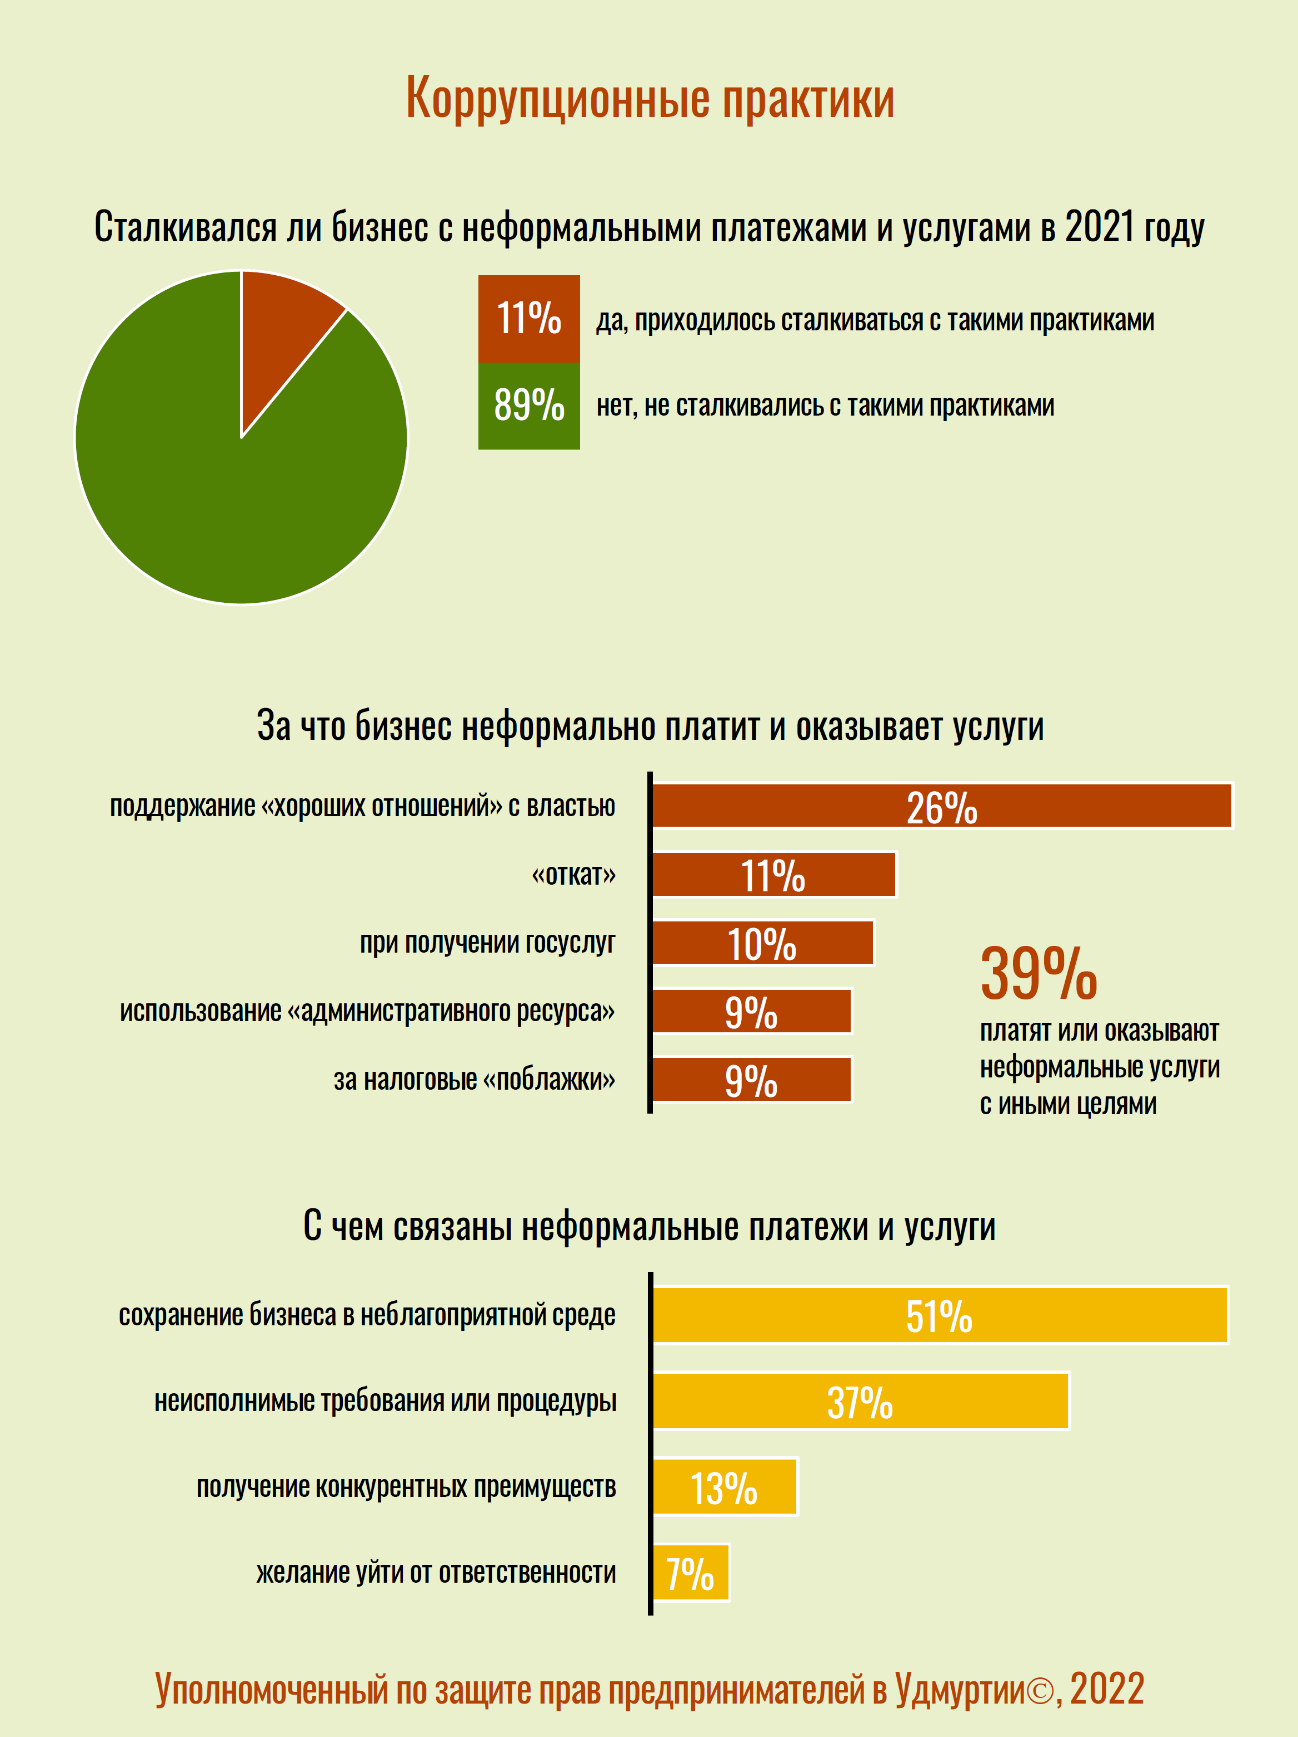 Коррупционные практики
Сталкивался ли бизнес с неформальными платежами и услугами в 2021 году
11% да, приходилось сталкиваться с такими практиками
89% нет, не сталкивались с такими практиками
За что бизнес неформально платит и оказывает услуги
поддержание «хороших отношений» с властью 26%
«откат» 11%
при получении госуслуг 10%
использование «административного ресурса» 9%
за налоговые «поблажки» 9%
39%
платят или оказывают
неформальные услуги
с иными целями
С чем связаны неформальные платежи и услуги
сохранение бизнеса в неблагоприятной среде 51%
неисполнимые требования или процедуры 37%
получение конкурентных преимуществ 13%
желание уйти от ответственности 7%
Уполномоченный по защите прав предпринимателей в Удмуртии©, 2022